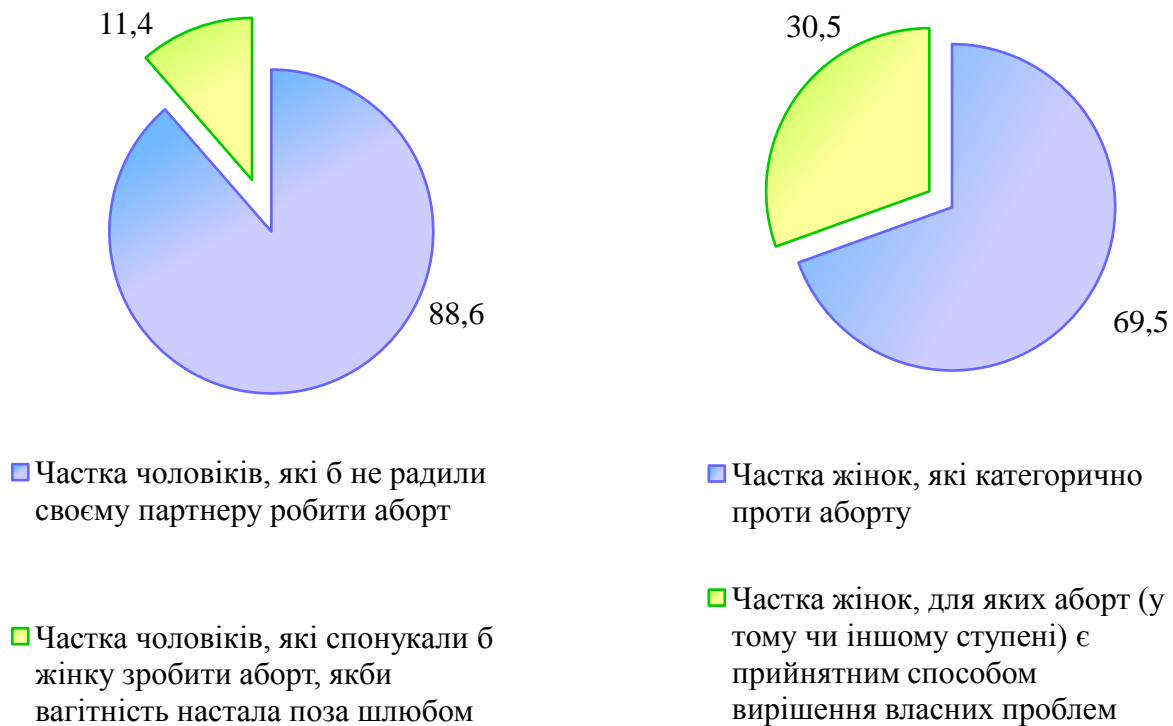 11,4
88,6
30,5
69,5
Частка чоловіків, які б не радили
своєму партнеру робити аборт
Частка чоловіків, які спонукали б
жінку зробити аборт, якби
вагітність настала поза шлюбом
Частка жінок, які категорично
проти аборту
Частка жінок, для яких аборт (у
тому чи іншому ступені) є
прийнятним способом
вирішення власних проблем